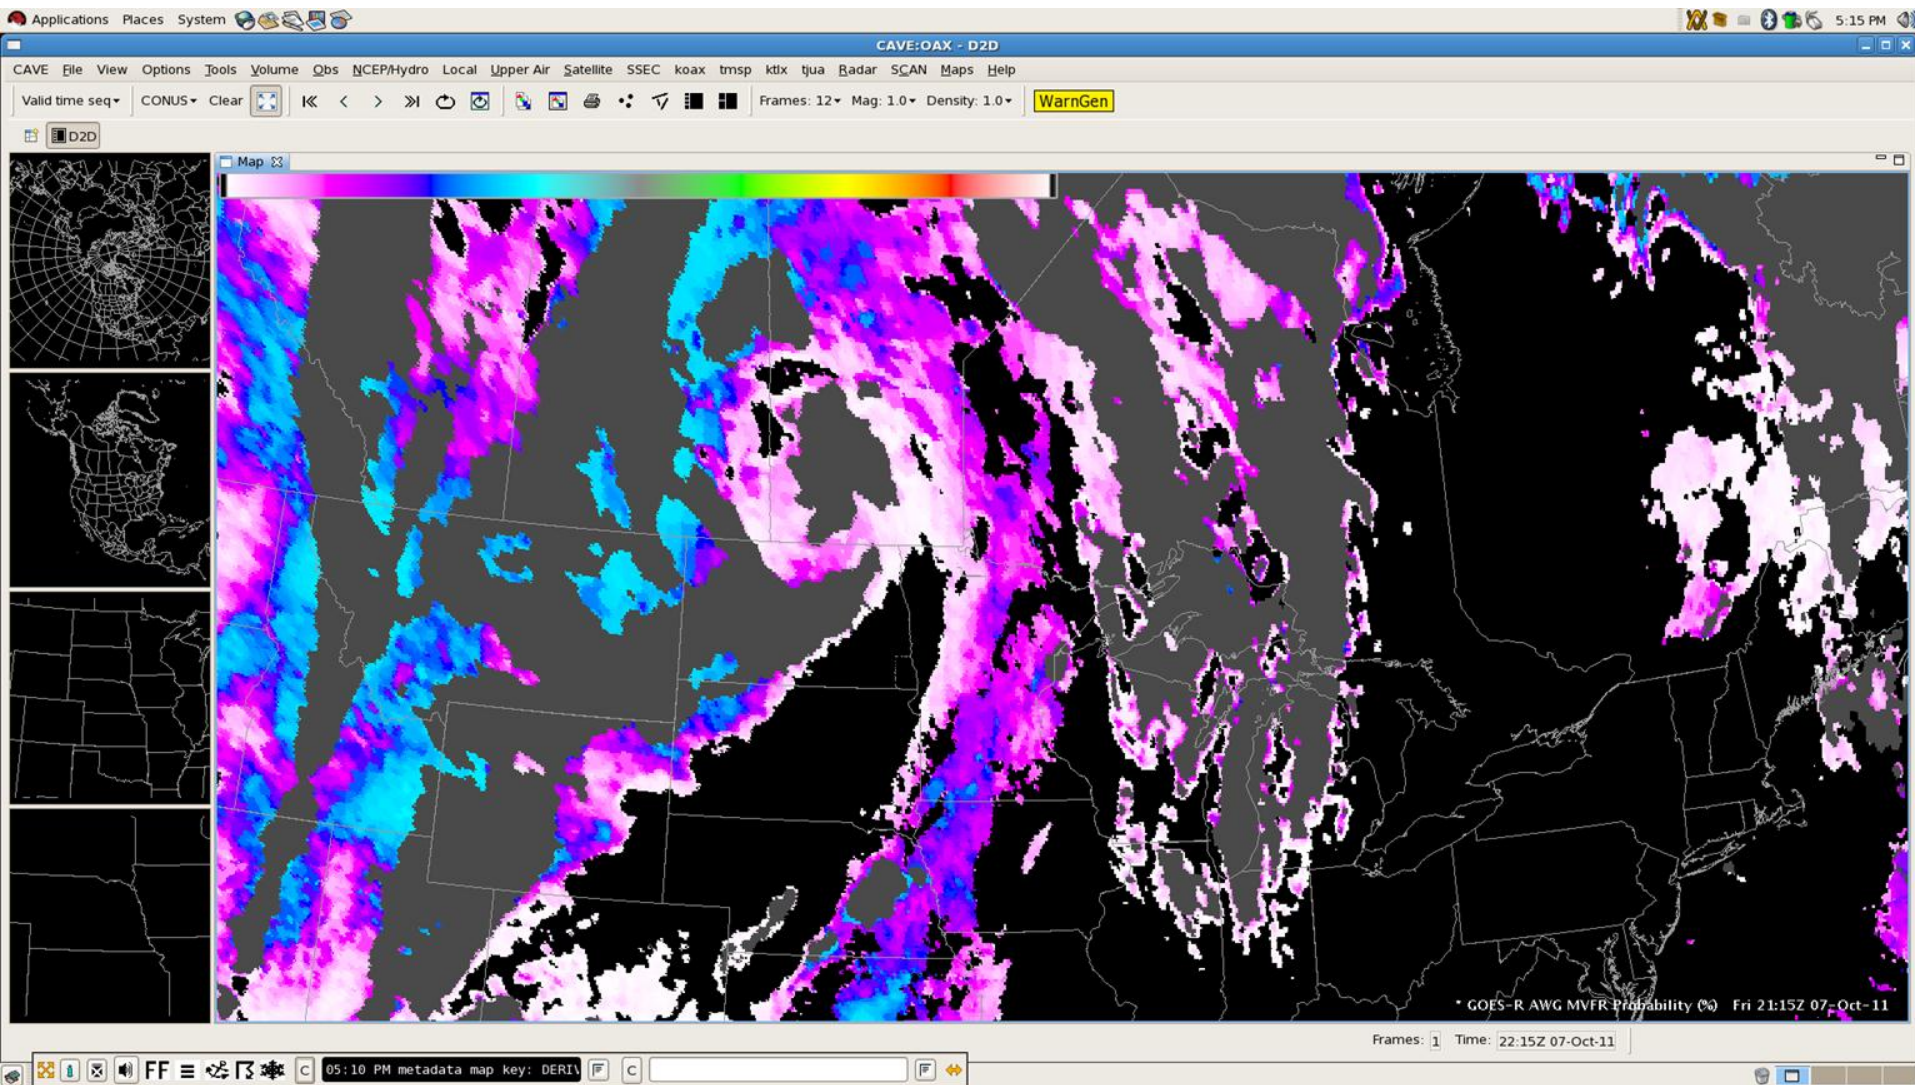 Applications Places System 5:15 PM
CAVE:OAX - D2D
CAVE File View Options Tools Volume Obs NCEP/Hydro Local Upper Air Satellite SSEC koax tmsp ktlx tjua Radar SCAN Maps Help
Valid time seq CONUS Clear Frames: 12 Mag: 1.0 Density: 1.0 WarnGen
D2D
Map
* GOES-R AWG MVFR Probability (%) Fri 21:15Z 07-Oct-11
Frames: 1 Time: 22:15Z 07-Oct-11
FF C 05:10 PM metadata map key: DERIV F C F